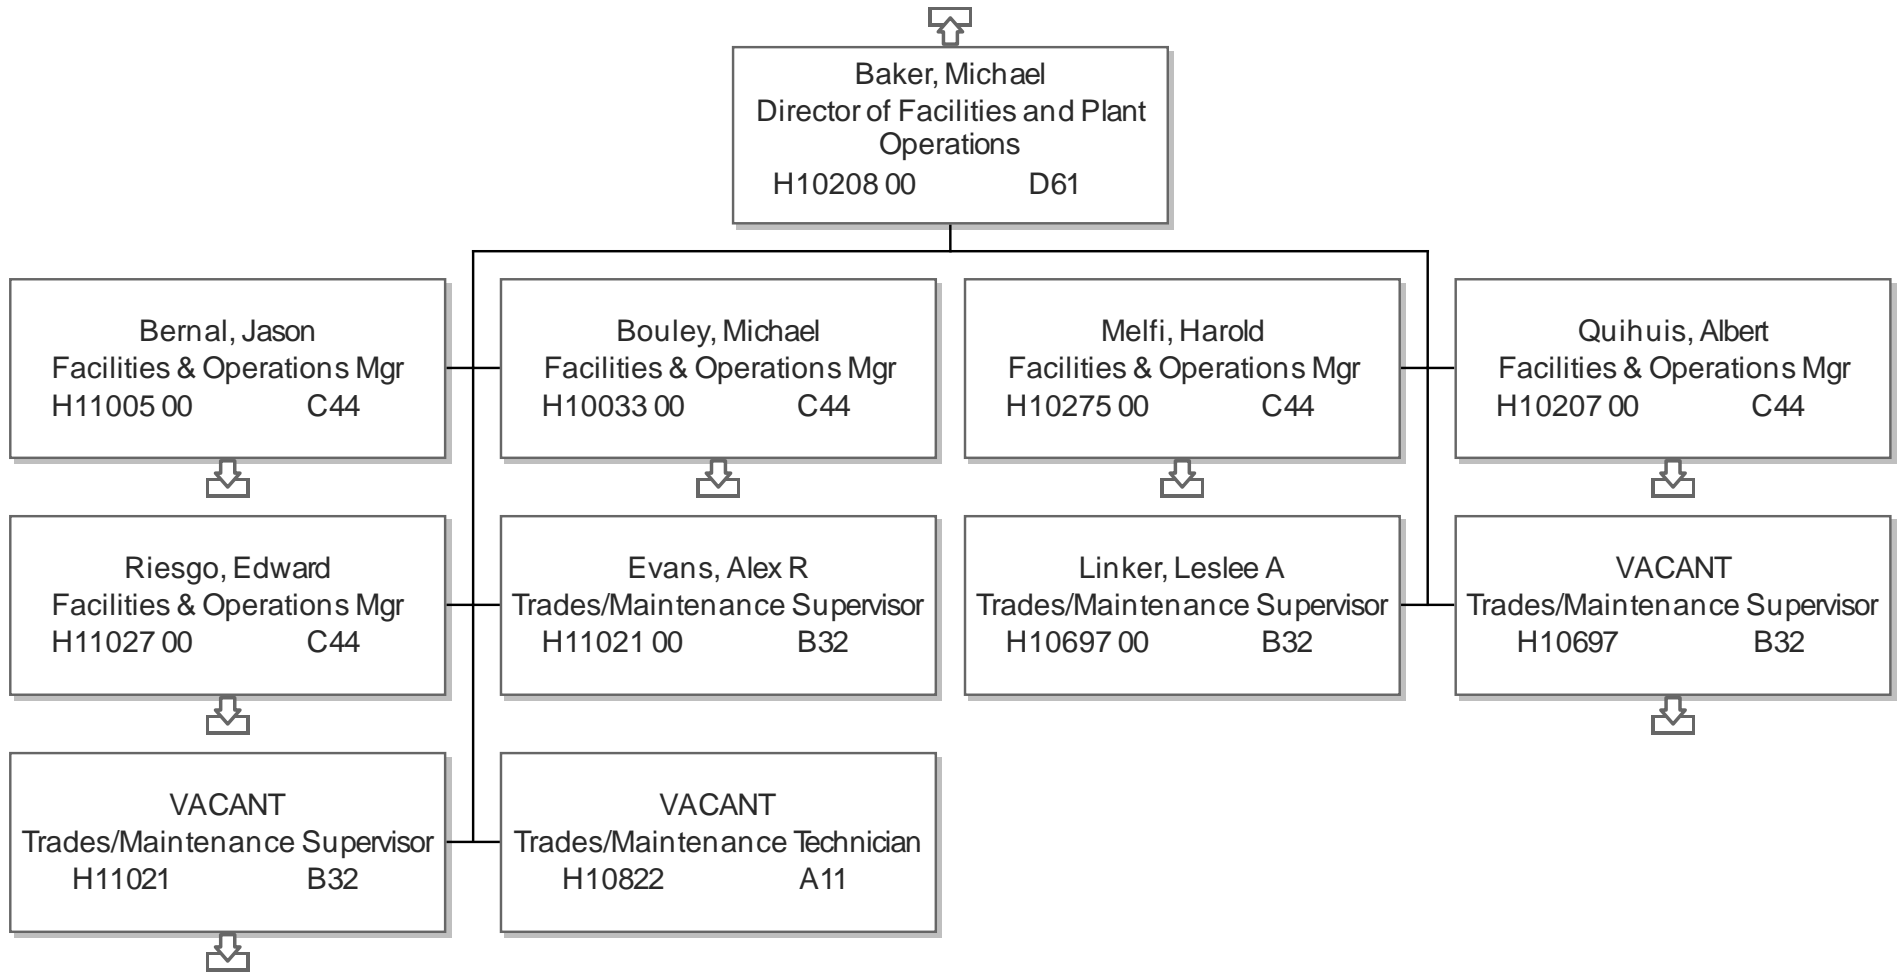 Baker, Michael
Director of Facilities and Plant
Operations
H10208 00 D61
Bernal, Jason
Facilities & Operations Mgr
H11005 00 C44
Bouley, Michael
Facilities & Operations Mgr
H10033 00 C44
Melfi, Harold
Facilities & Operations Mgr
H10275 00 C44
Quihuis, Albert
Facilities & Operations Mgr
H10207 00 C44
Riesgo, Edward
Facilities & Operations Mgr
H11027 00 C44
Evans, Alex R
Trades/Maintenance Supervisor
H11021 00 B32
Linker, Leslee A
Trades/Maintenance Supervisor
H10697 00 B32
VACANT
Trades/Maintenance Supervisor
H10697 B32
VACANT
Trades/Maintenance Supervisor
H11021 B32
VACANT
Trades/Maintenance Technician
H10822 A11